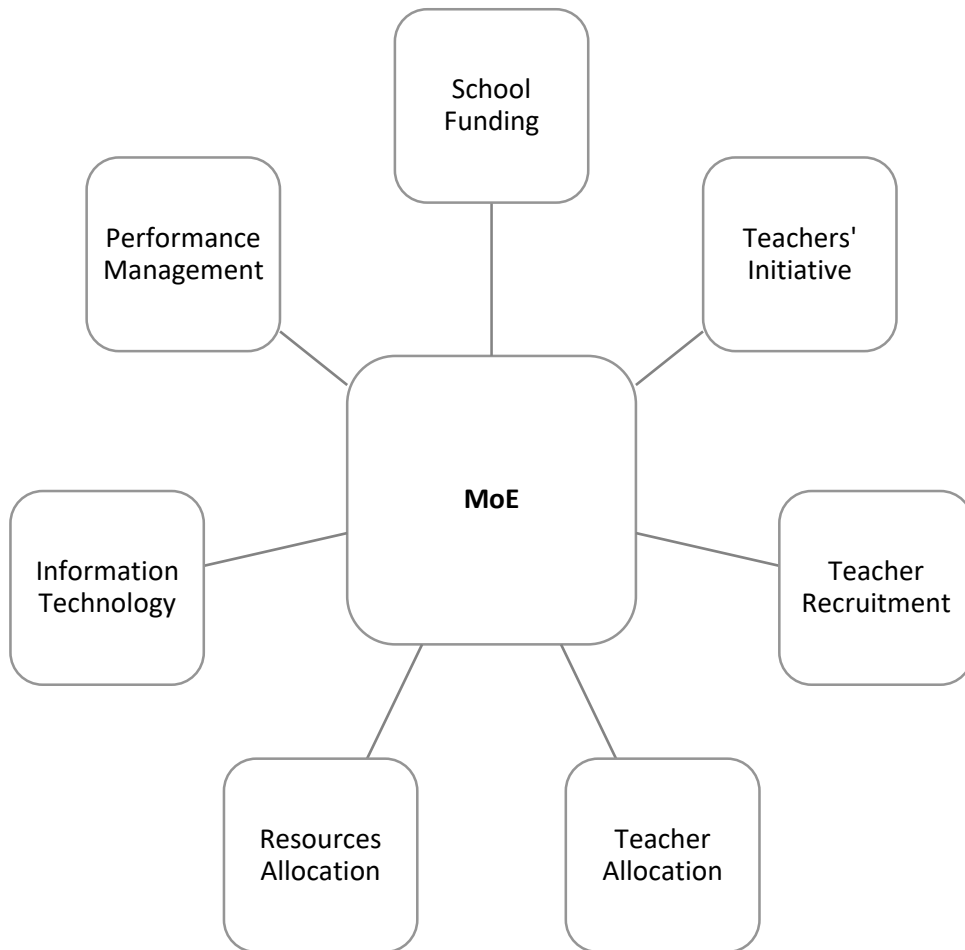 School
Funding
Performance
Management
Teachers'
Initiative
MoE
Information
Technology
Teacher
Recruitment
Resources
Allocation
Teacher
Allocation